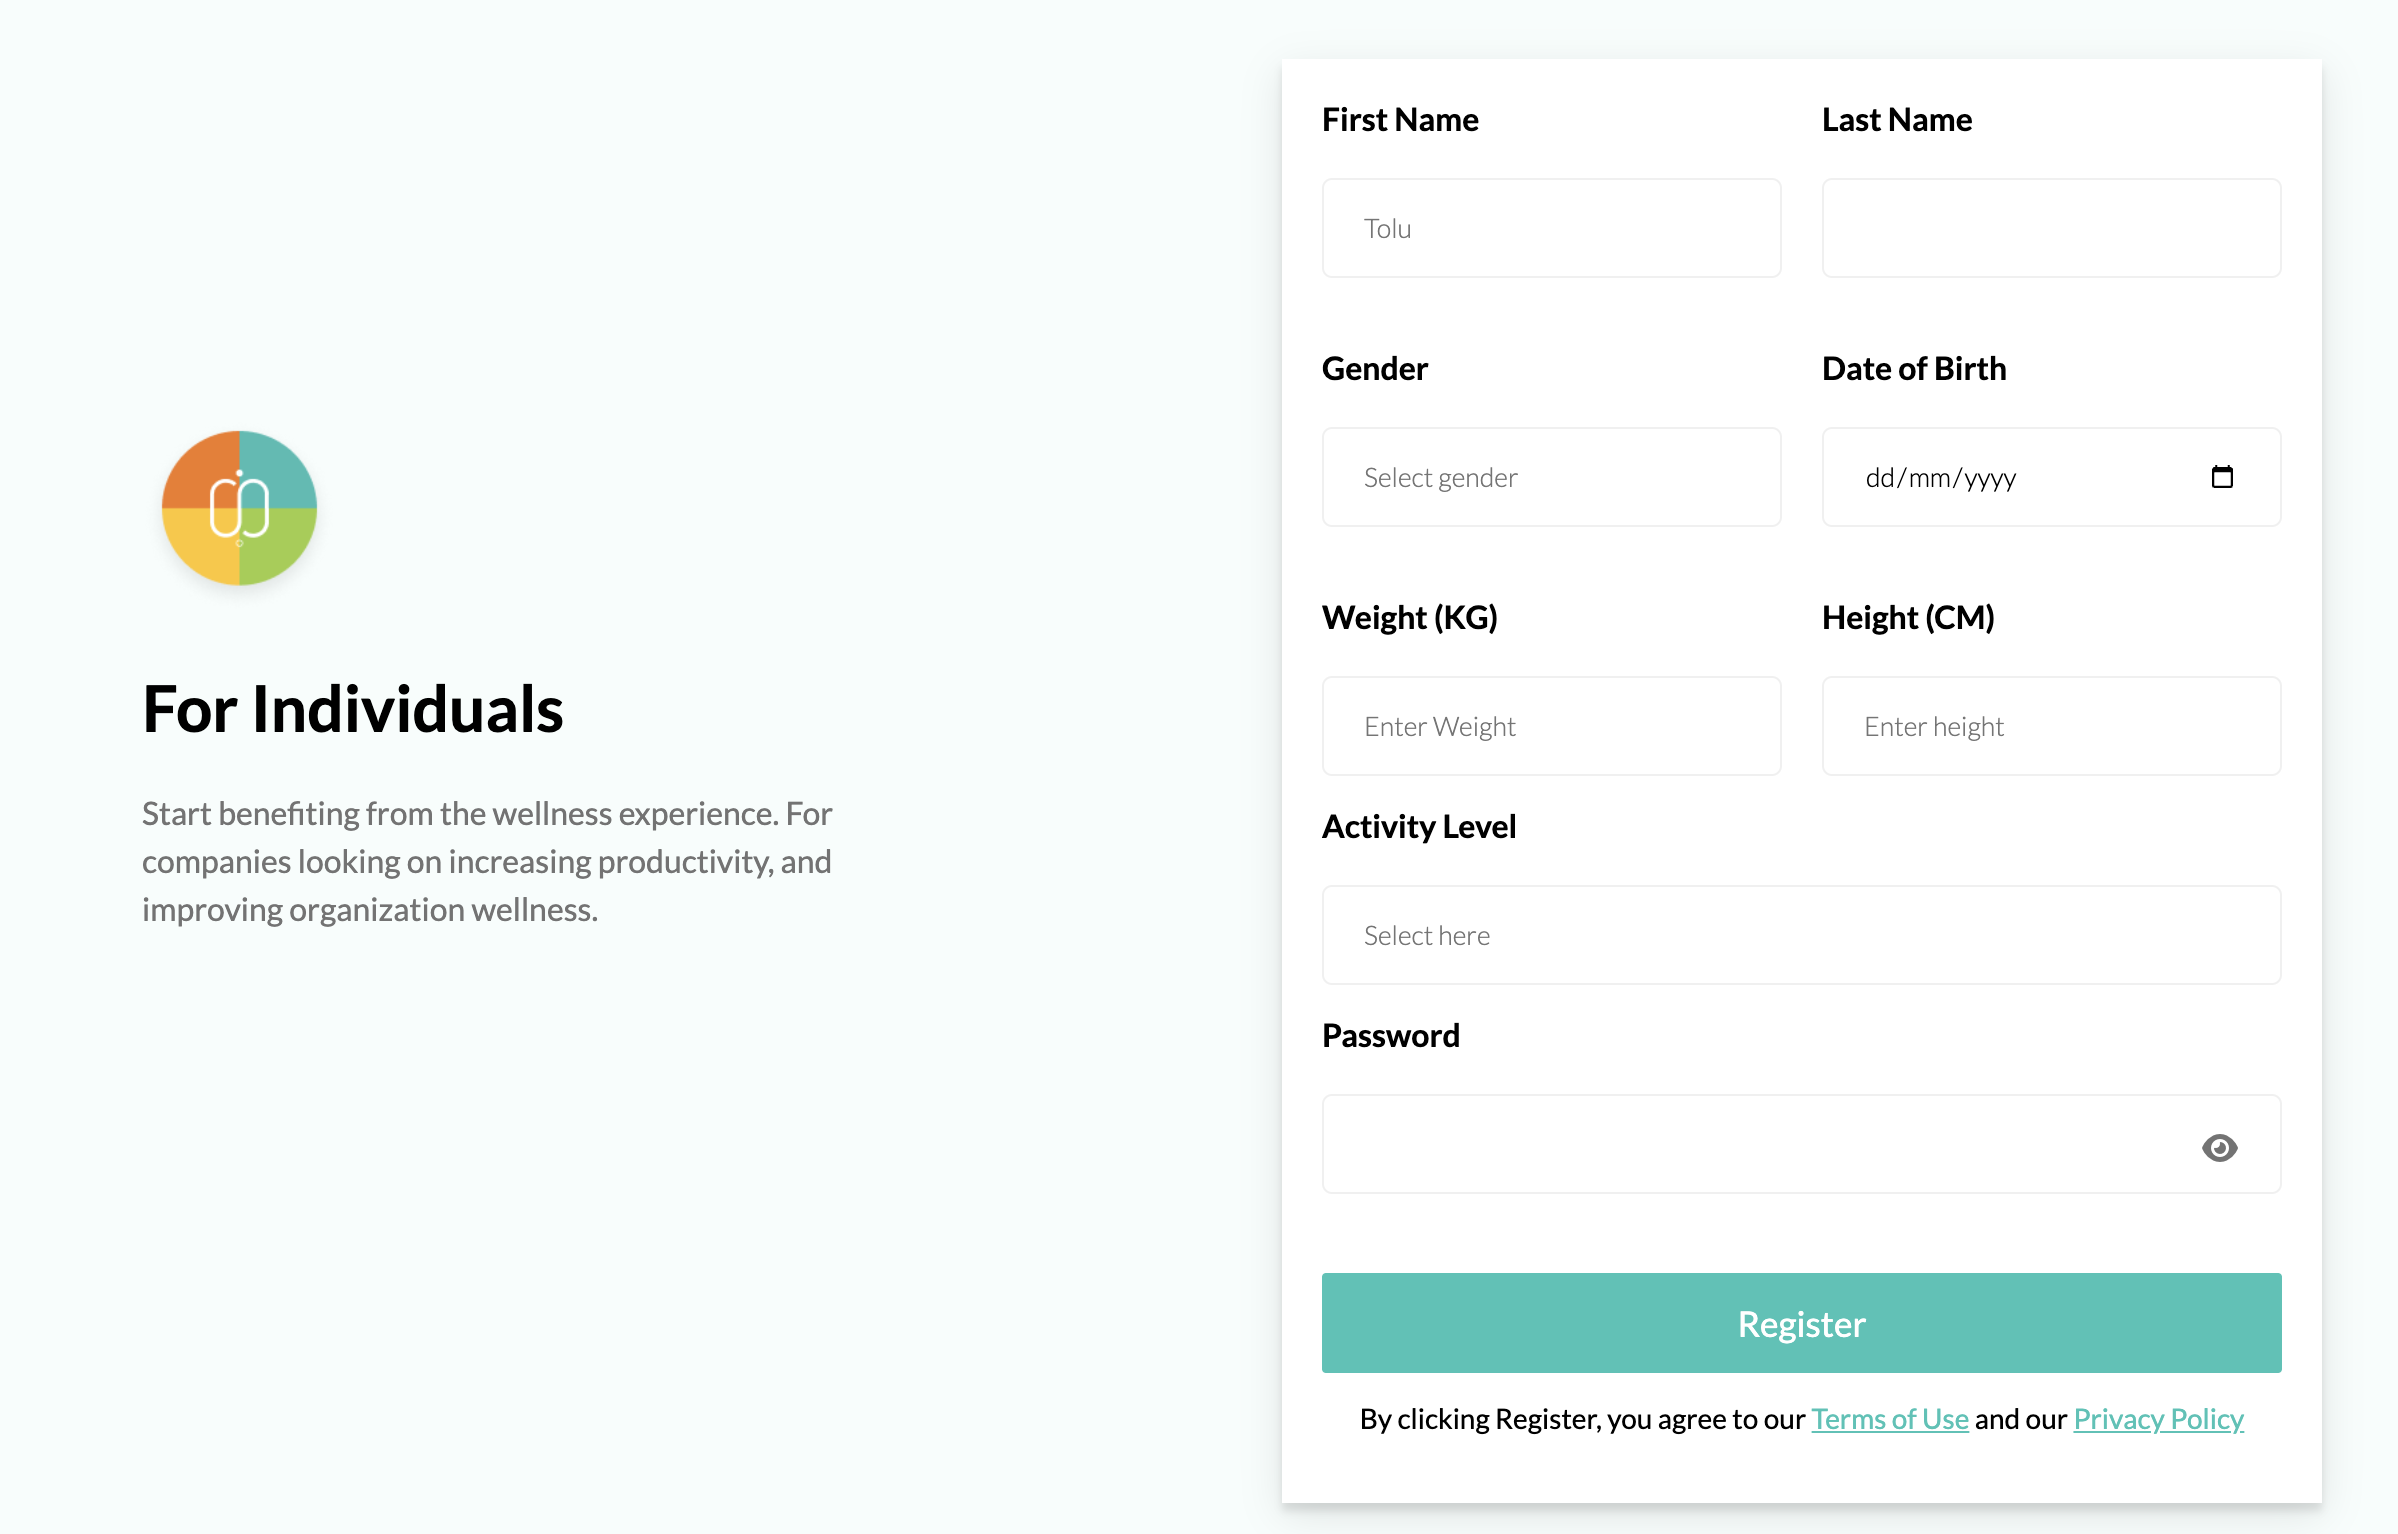 For Individuals
Start benefiting from the wellness experience. For
companies looking on increasing productivity, and
improving organization wellness.
First Name
Last Name
Tolu
Gender
Date of Birth
Select gender
dd/mm/yyyy
Weight (KG)
Height (CM)
Enter Weight
Enter height
Activity Level
Select here
Password
Register
By clicking Register, you agree to our Terms of Use and our Privacy Policy